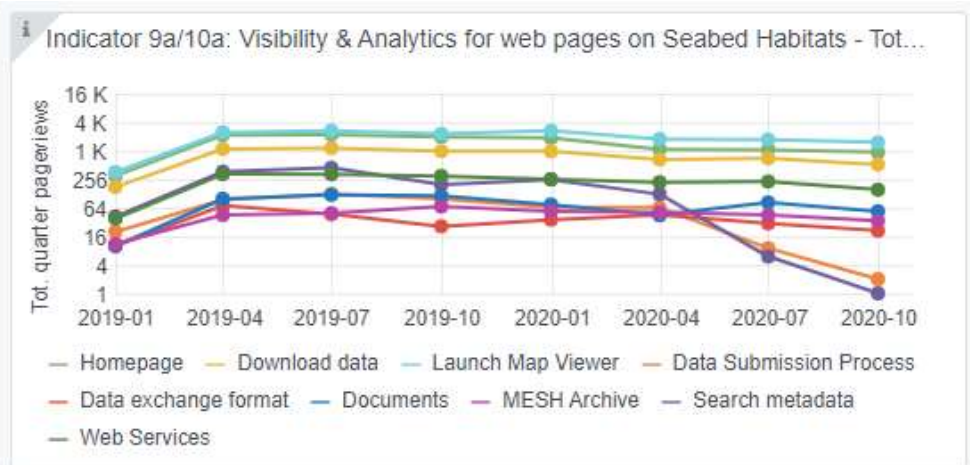 i
Indicator 9a/10a: Visibility & Analytics for web pages on Seabed Habitats - Tot...
Tot. quarter pageviews
16 K
4 K
1 K
256
64
16
4
1
2019-01 2019-04 2019-07 2019-10 2020-01 2020-04 2020-07 2020-10
Homepage Download data Launch Map Viewer Data Submission Process
Data exchange format Documents MESH Archive Search metadata
Web Services